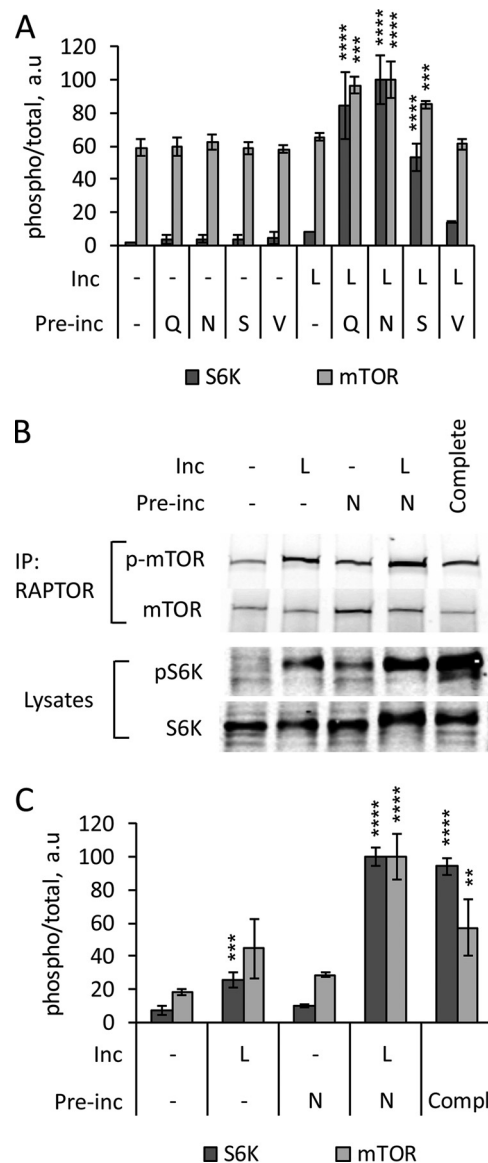 A
phospho/total, a.u
120
100
80
60
40
20
0
**** *** **** **** **** ***
Inc - - - - - L L L L L
Pre-inc - Q N S V - Q N S V
S6K mTOR
B
Inc - L - L Complete
Pre-inc - - N N
IP:
RAPTOR
p-mTOR
mTOR
Lysates
pS6K
S6K
C
phospho/total, a.u
120
100
80
60
40
20
0
*** **** **** **** **
Inc - L - L
Pre-inc - - N N Compl
S6K mTOR